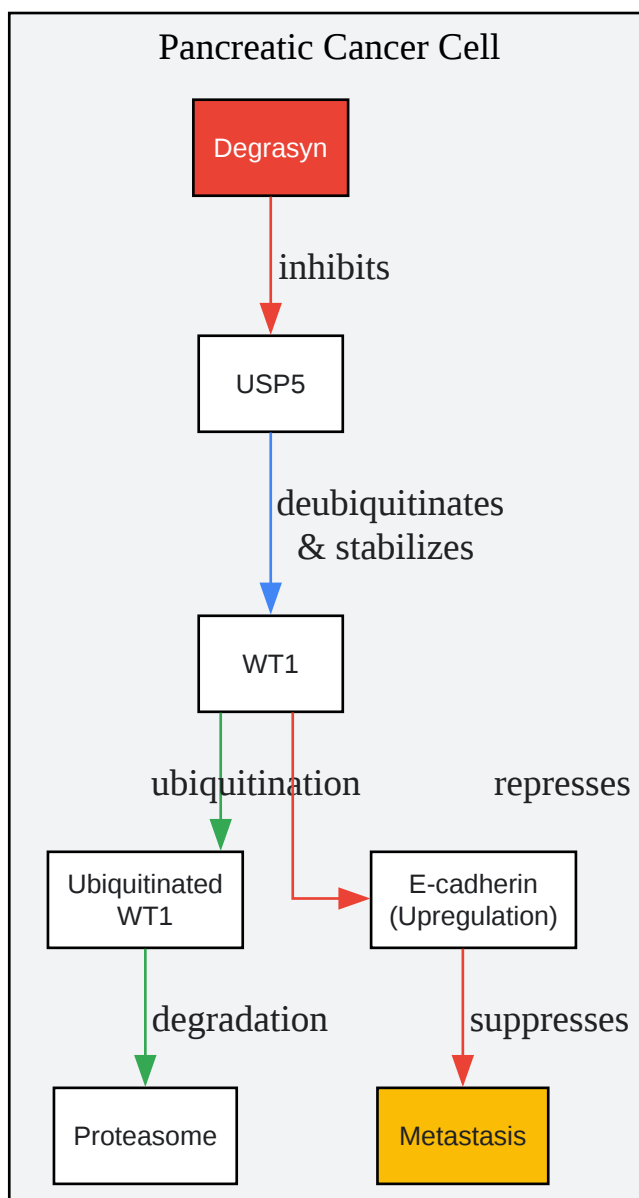 Pancreatic Cancer Cell
Degrasyn
inhibits
USP5
deubiquitinates
& stabilizes
WT1
ubiquitination
represses
Ubiquitinated
WT1
E-cadherin
(Upregulation)
degradation
suppresses
Proteasome
Metastasis